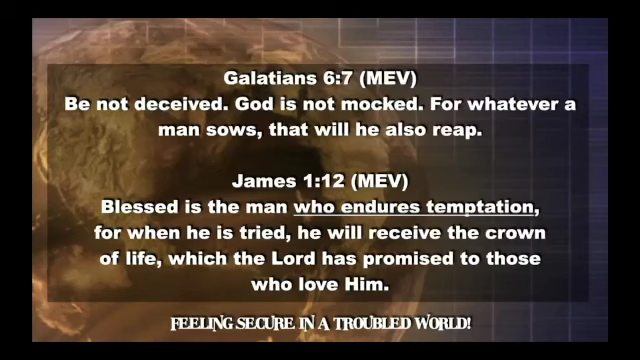 Galatians 6:7 (MEV)
Be not deceived. God is not mocked. For whatever a
man sows, that will he also reap.
James 1:12 (MEV)
Blessed is the man who endures temptation,
for when he is tried, he will receive the crown
of life, which the Lord has promised to those
who love Him.
FEELING SECURE IN A TROUBLED WORLD!